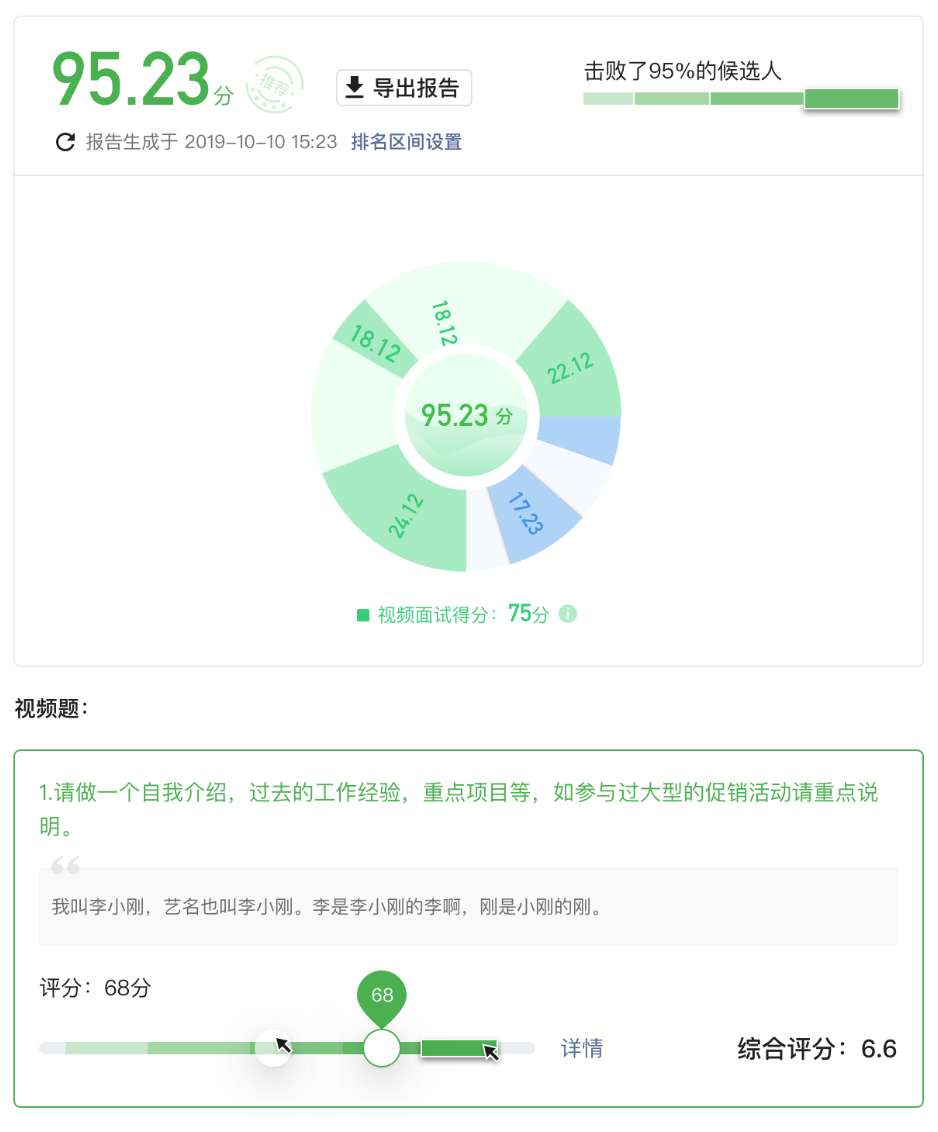 95.23分
推荐
导出报告
击败了95%的候选人
报告生成于 2019-10-10 15:23 排名区间设置
18.12
18.12
22.12
95.23 分
24.12
17.23
视频面试得分：75分
视频题：
1.请做一个自我介绍，过去的工作经验，重点项目等，如参与过大型的促销活动请重点说
明。
我叫李小刚，艺名也叫李小刚。李是李小刚的李啊，刚是小刚的刚。
评分：68分
68
详情
综合评分：6.6